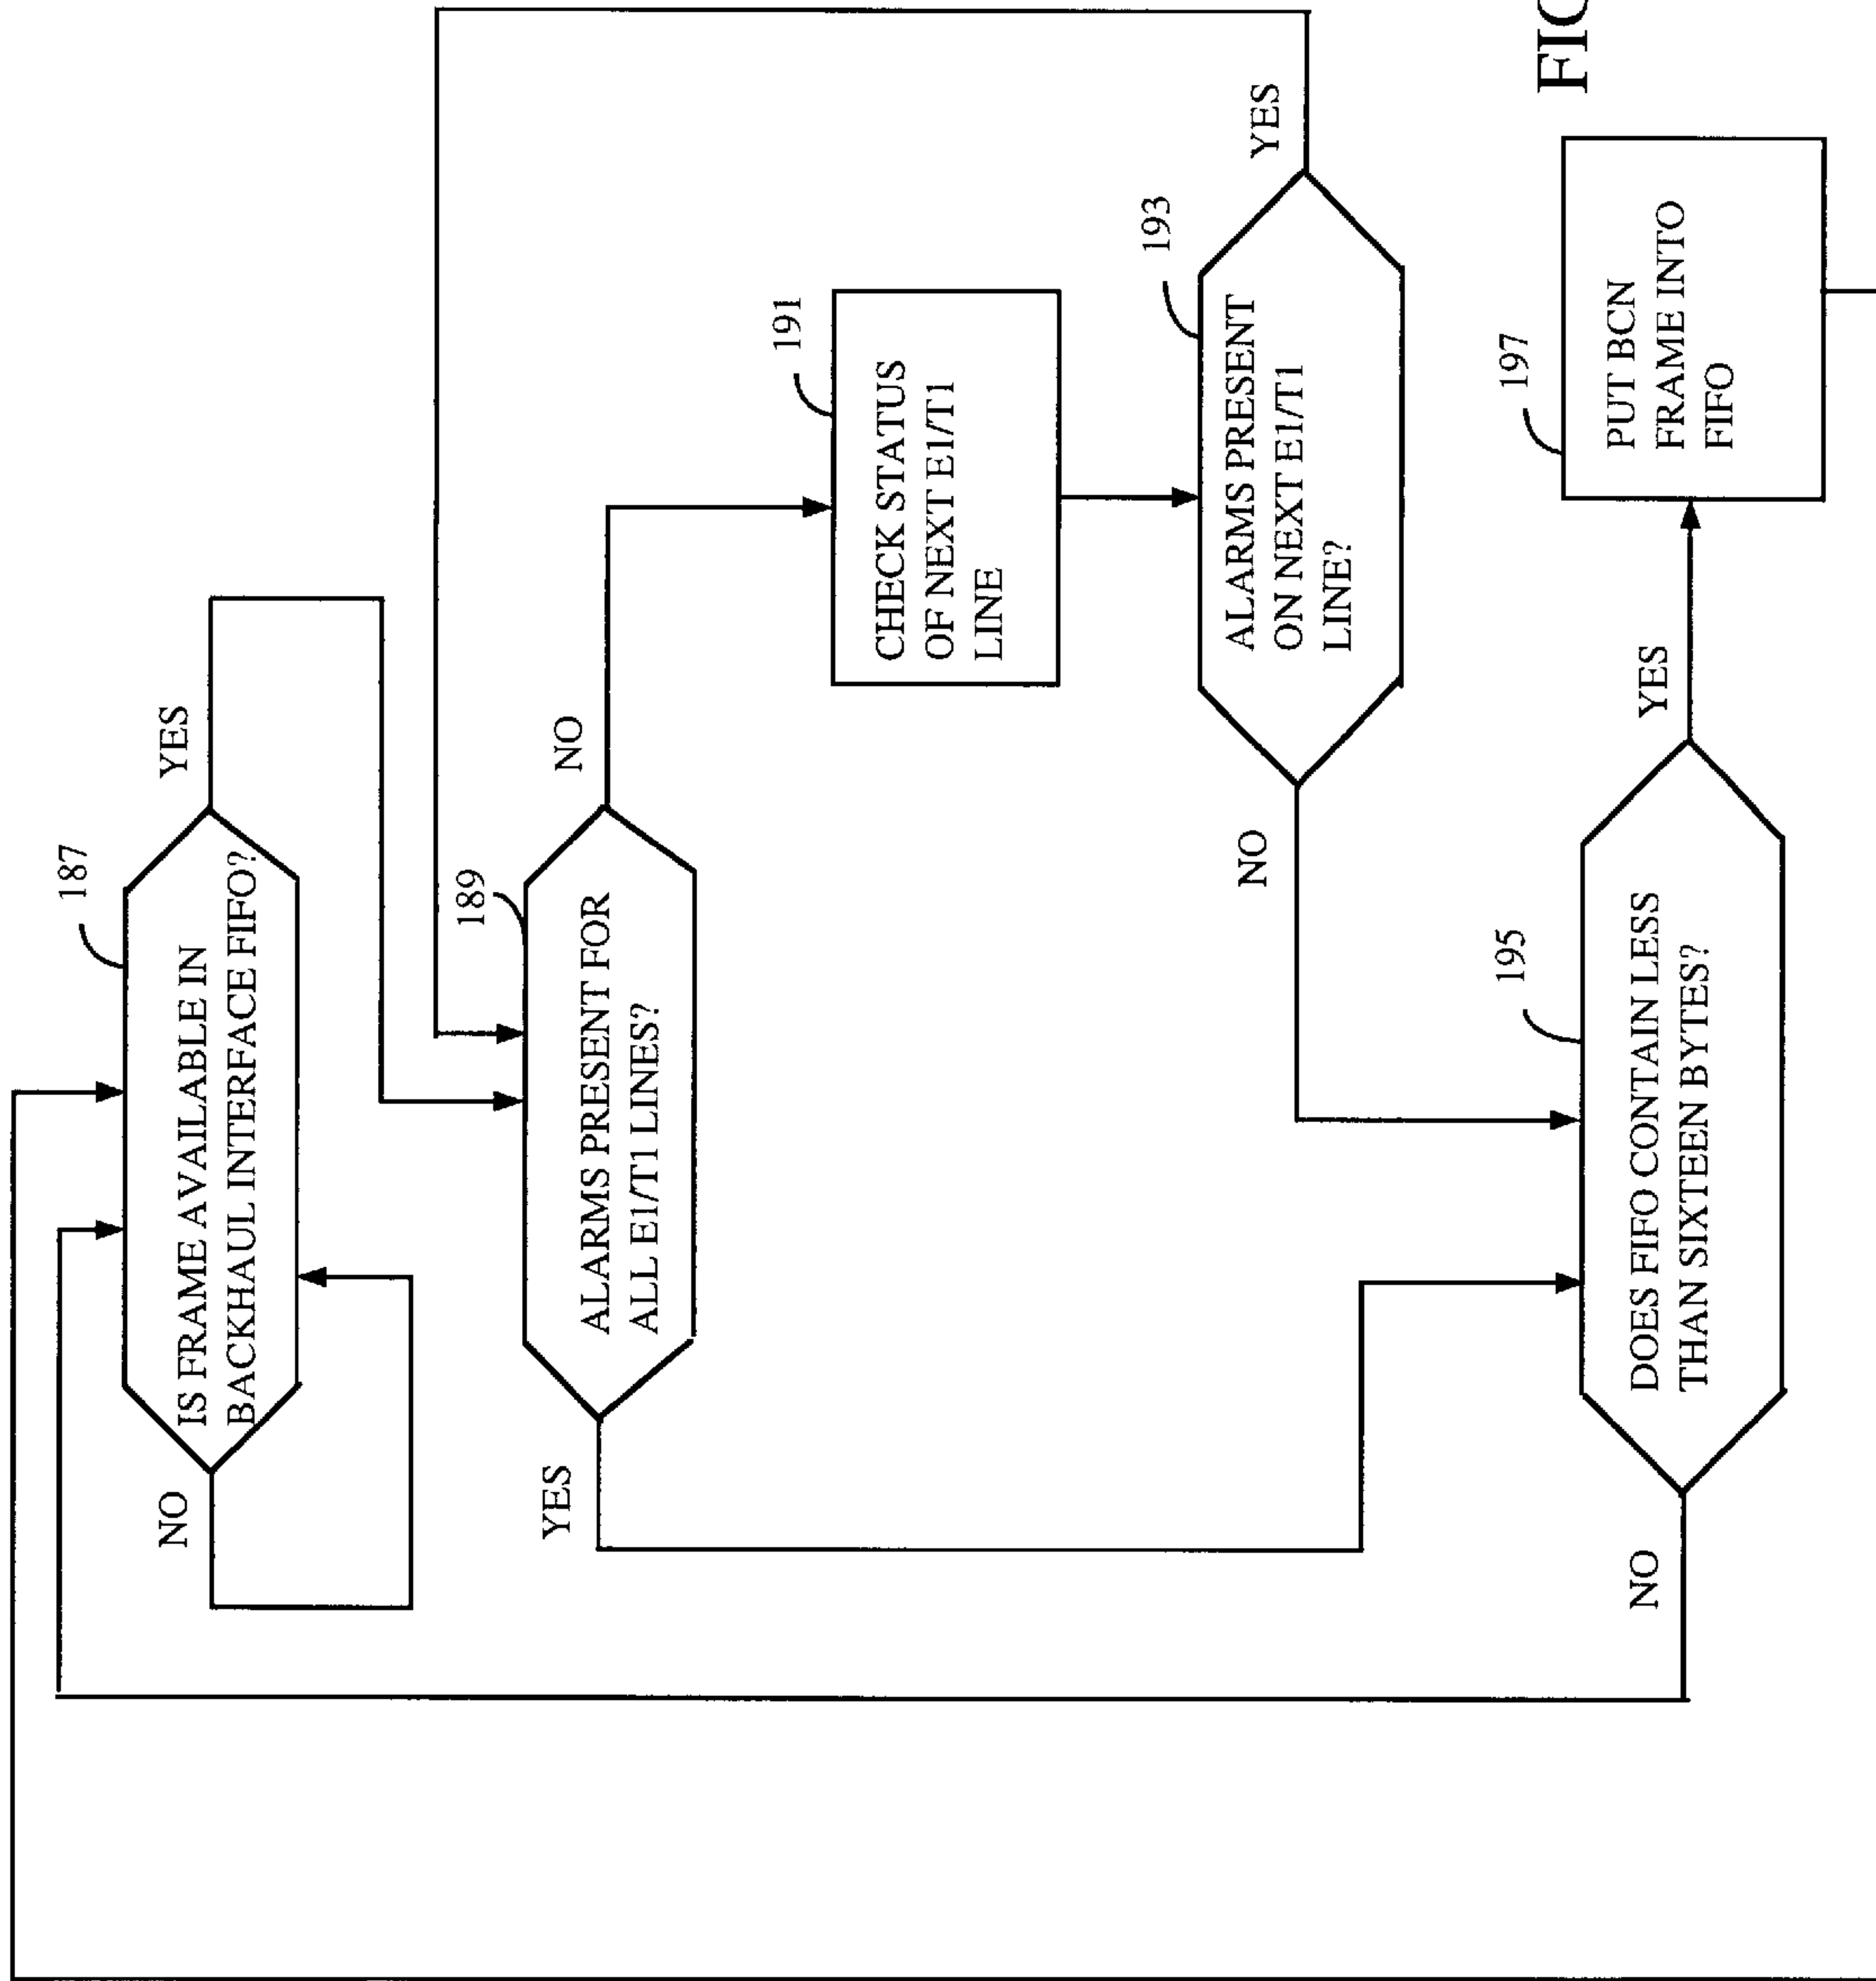 187
IS FRAME AVAILABLE IN
BACKHAUL INTERFACE FIFO?
NO
YES
189
ALARMS PRESENT FOR
ALL E1/T1 LINES?
YES
NO
191
CHECK STATUS
OF NEXT E1/T1
LINE
193
ALARMS PRESENT
ON NEXT E1/T1
LINE?
NO
YES
195
DOES FIFO CONTAIN LESS
THAN SIXTEEN BYTES?
NO
YES
197
PUT BCN
FRAME INTO
FIFO